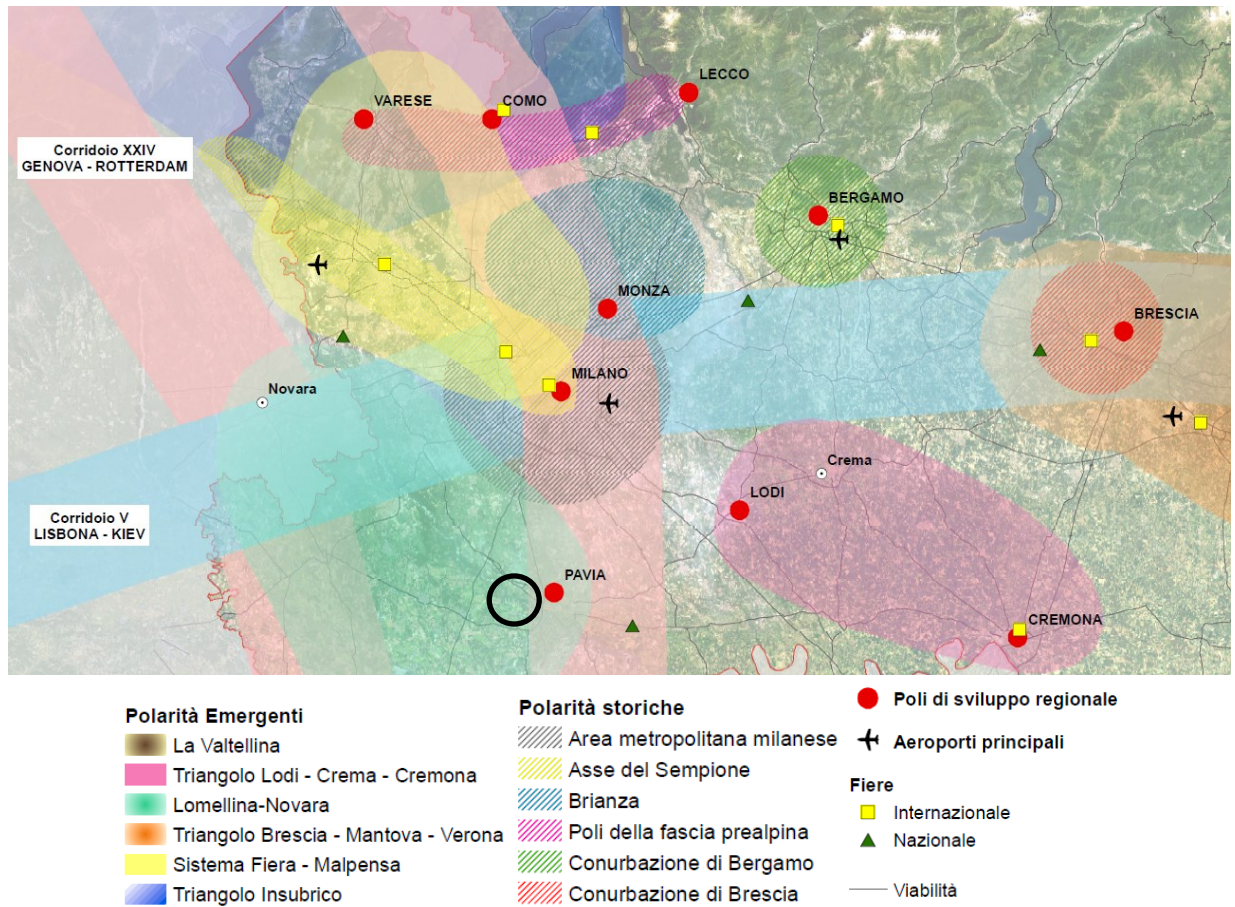 LECCO
VARESE
COMO
Corridoio XXIV
GENOVA - ROTTERDAM
BERGAMO
MONZA
BRESCIA
MILANO
Novara
Crema
LODI
Corridoio V
LISBONA - KIEV
PAVIA
CREMONA
Polarità Emergenti
La Valtellina
Triangolo Lodi - Crema - Cremona
Lomellina-Novara
Triangolo Brescia - Mantova - Verona
Sistema Fiera - Malpensa
Triangolo Insubrico
Polarità storiche
Area metropolitana milanese
Asse del Sempione
Brianza
Poli della fascia prealpina
Conurbazione di Bergamo
Conurbazione di Brescia
Poli di sviluppo regionale
Aeroporti principali
Fiere
Internazionale
Nazionale
Viabilità